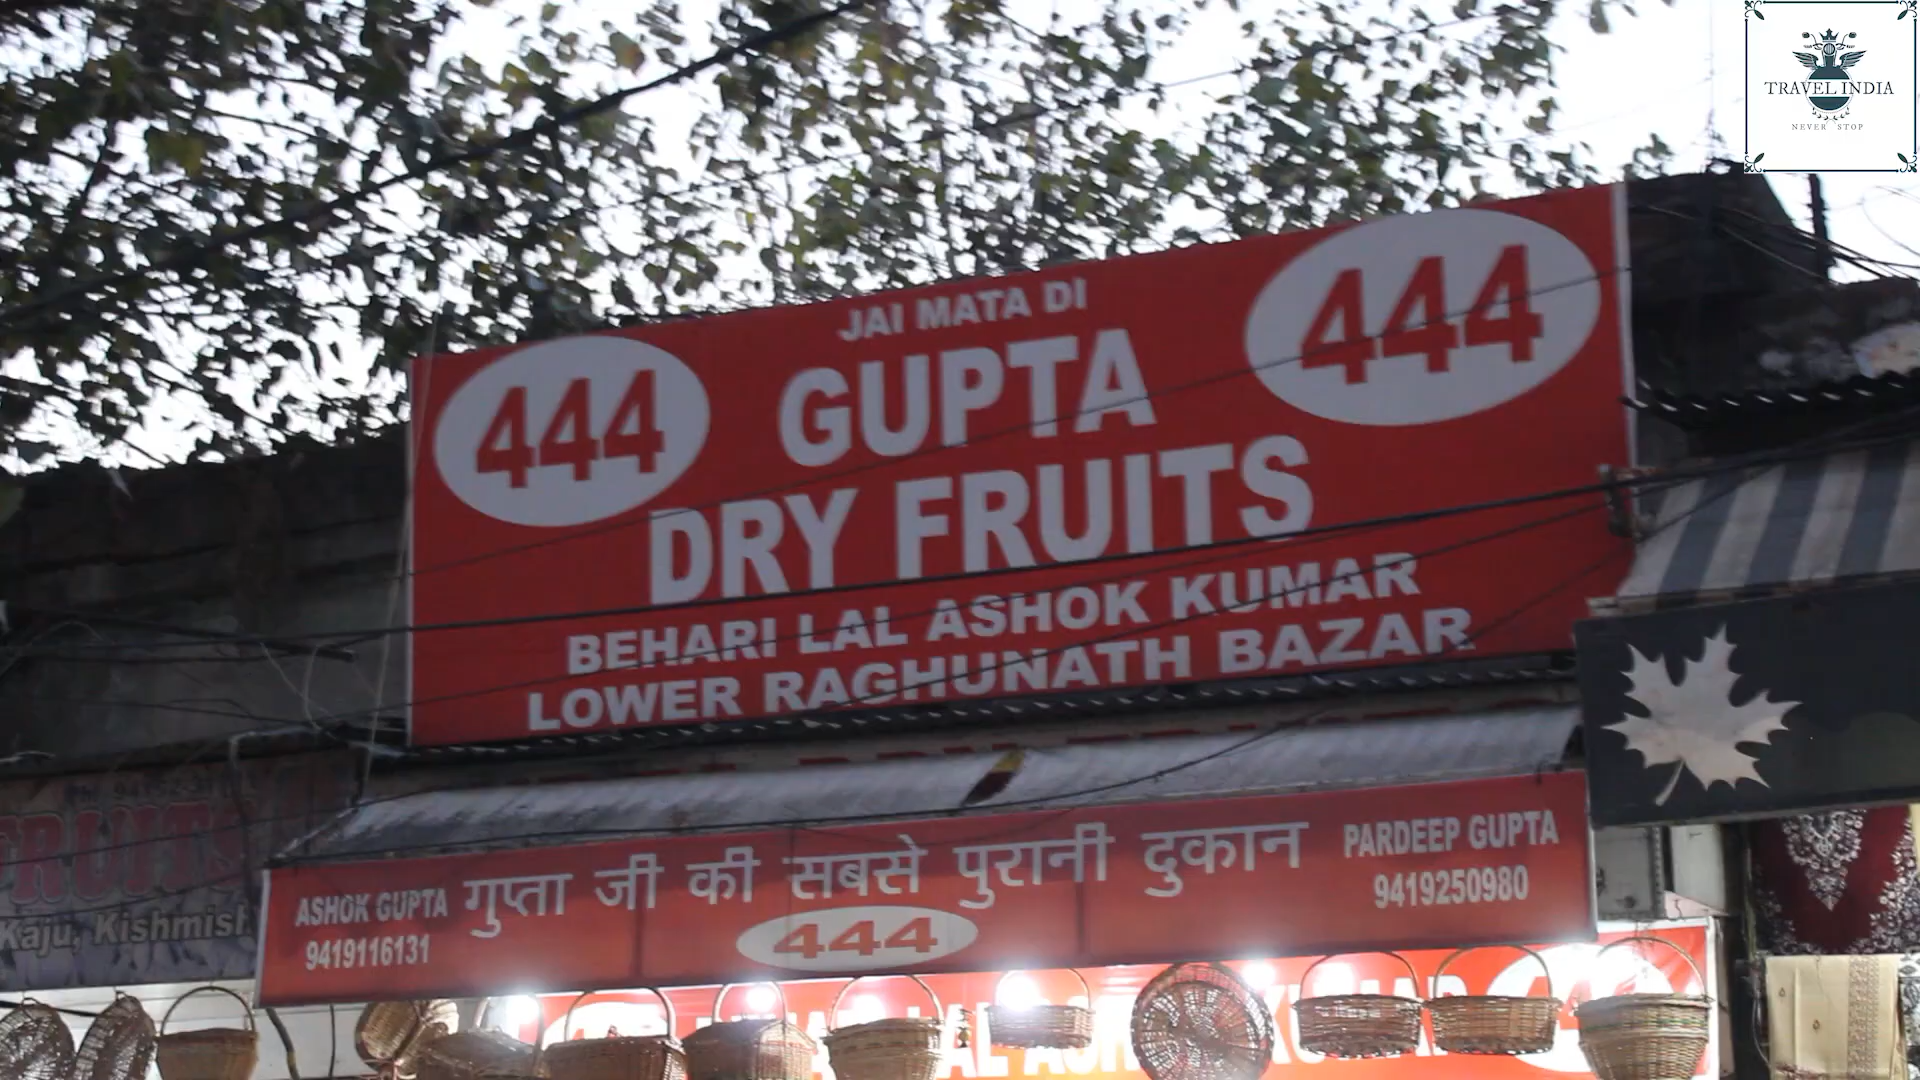 TRAVEL INDIA
NEVER STOP
JAI MATA DI
444 GUPTA 444
DRY FRUITS
BEHARI LAL ASHOK KUMAR
LOWER RAGHUNATH BAZAR
FRUITS
Kaju, Kishmish
ASHOK GUPTA
9419116131
गुप्ता जी की सबसे पुरानी दुकान
444
PARDEEP GUPTA
9419250980